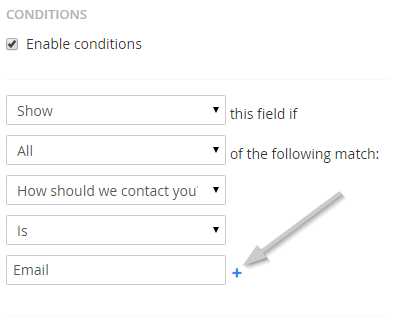 CONDITIONS
Enable conditions
Show this field if
All of the following match:
How should we contact you'
Is
Email +